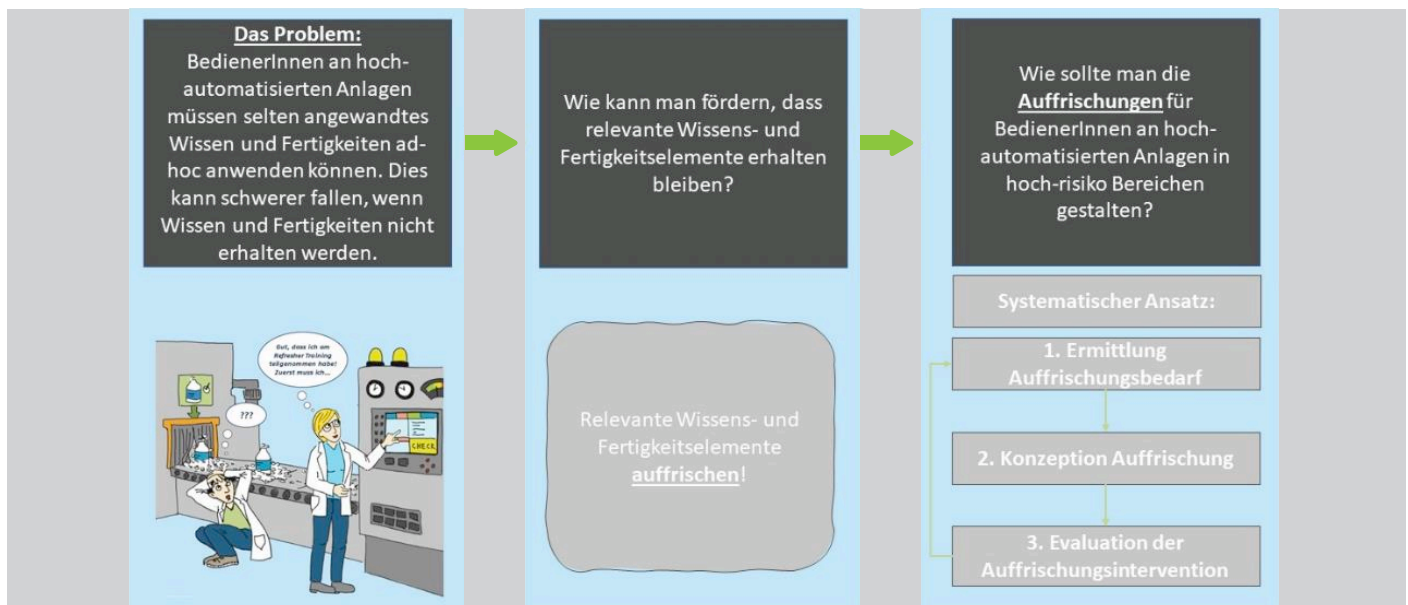 Das Problem:
BedienerInnen an hoch-
automatisierten Anlagen
müssen selten angewandtes
Wissen und Fertigkeiten ad-
hoc anwenden können. Dies
kann schwerer fallen, wenn
Wissen und Fertigkeiten nicht
erhalten werden.
Gut, dass ich am
Refresher Training
teilgenommen habe!
Zuerst muss ich...
???
CHECK
Wie kann man fördern, dass
relevante Wissens- und
Fertigkeitselemente erhalten
bleiben?
Relevante Wissens- und
Fertigkeitselemente
auffrischen!
Wie sollte man die
Auffrischungen für
BedienerInnen an hoch-
automatisierten Anlagen in
hoch-risiko Bereichen
gestalten?
Systematischer Ansatz:
1. Ermittlung
Auffrischungsbedarf
2. Konzeption Auffrischung
3. Evaluation der
Auffrischungsintervention